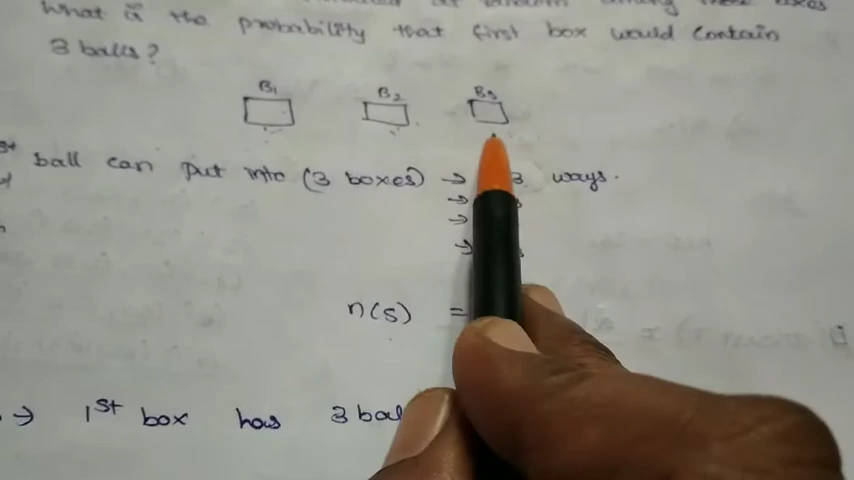 What is the probability that first box would contain
3 balls?
B1 B2 B3
st ball can put into (3 boxes) → 3 ways.
→
→
→
n(s) =
→ 1st box has 3 bal